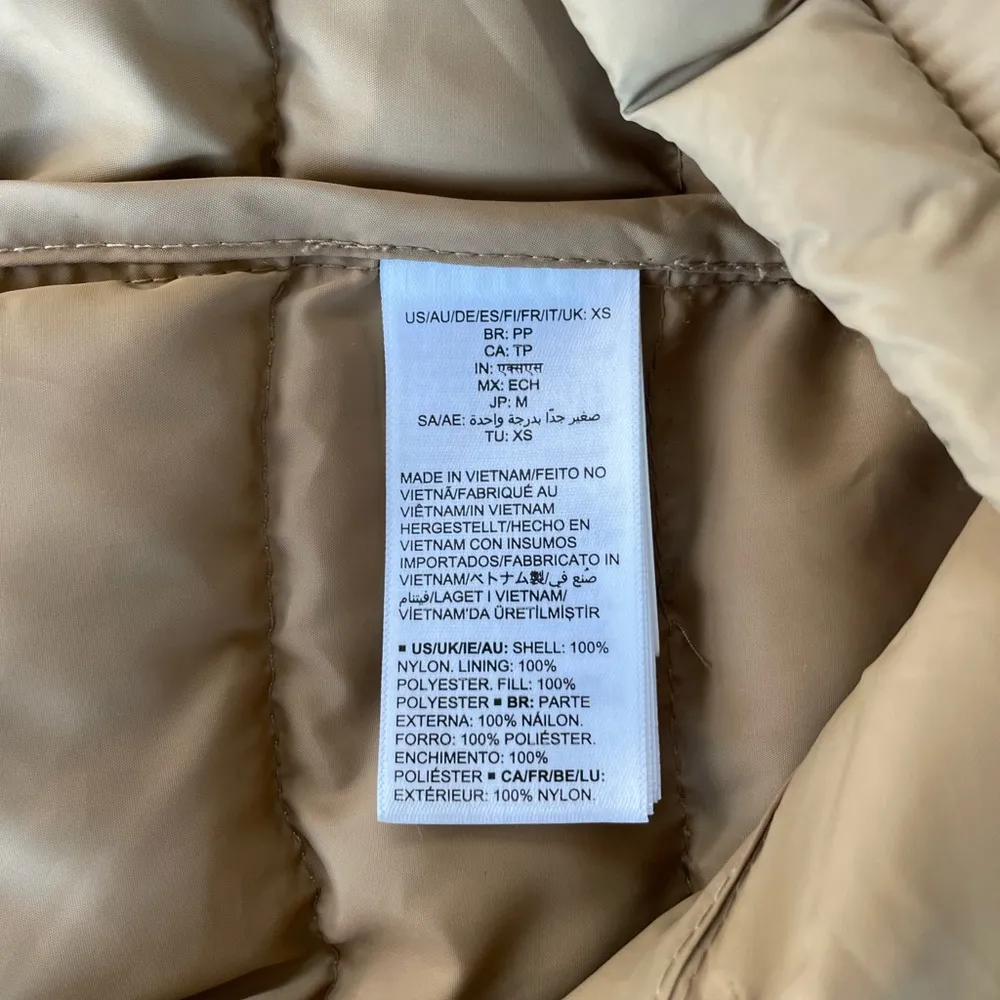 US/AU/DE/ES/FI/FR/IT/UK: XS
BR: PP
CA: TP
IN: एक्सएस
MX: ECH
JP: M
SA/AE: صغير جدًا بدرجة واحدة
TU: XS
MADE IN VIETNAM/FEITO NO
VIETNÃ/FABRIQUÉ AU
VIÊTNAM/IN VIETNAM
HERGESTELLT/HECHO EN
VIETNAM CON INSUMOS
IMPORTADOS/FABBRICATO IN
VIETNAM/ベトナム製/صُنع في
فيتنام/LAGET I VIETNAM/
VİETNAM'DA ÜRETİLMİŞTİR
▪ US/UK/IE/AU: SHELL: 100%
NYLON. LINING: 100%
POLYESTER. FILL: 100%
POLYESTER ▪ BR: PARTE
EXTERNA: 100% NÁILON.
FORRO: 100% POLIÉSTER.
ENCHIMENTO: 100%
POLIÉSTER ▪ CA/FR/BE/LU:
EXTÉRIEUR: 100% NYLON.